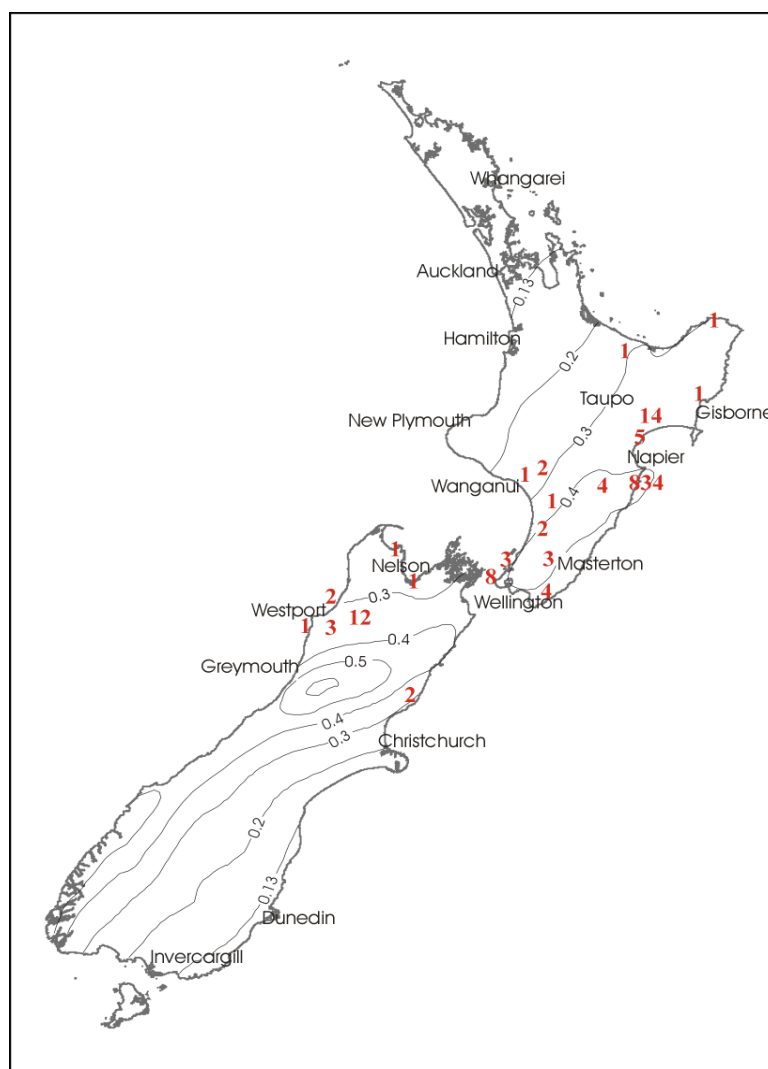 Whangarei
Auckland
0.13
1
Hamilton
1
0.2
Taupo
1
Gisborne
14
New Plymouth
0.3
5
Napier
2
1
Wanganui
4
834
0.4
1
2
1
3
3
Masterton
Nelson
8
1
4
2
0.3
Wellington
Westport
12
1
3
0.4
Greymouth
0.5
2
0.4
0.3
Christchurch
0.2
0.13
Dunedin
Invercargill